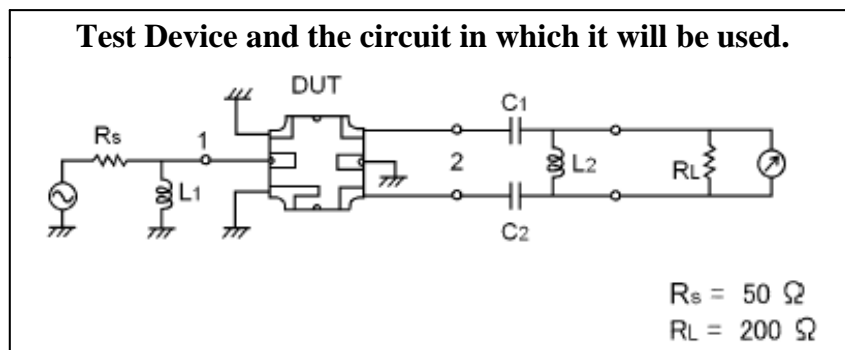 Test Device and the circuit in which it will be used.
DUT
C1
Rs
1
L1
2
L2
RL
C2
Rs = 50 Ω
RL = 200 Ω